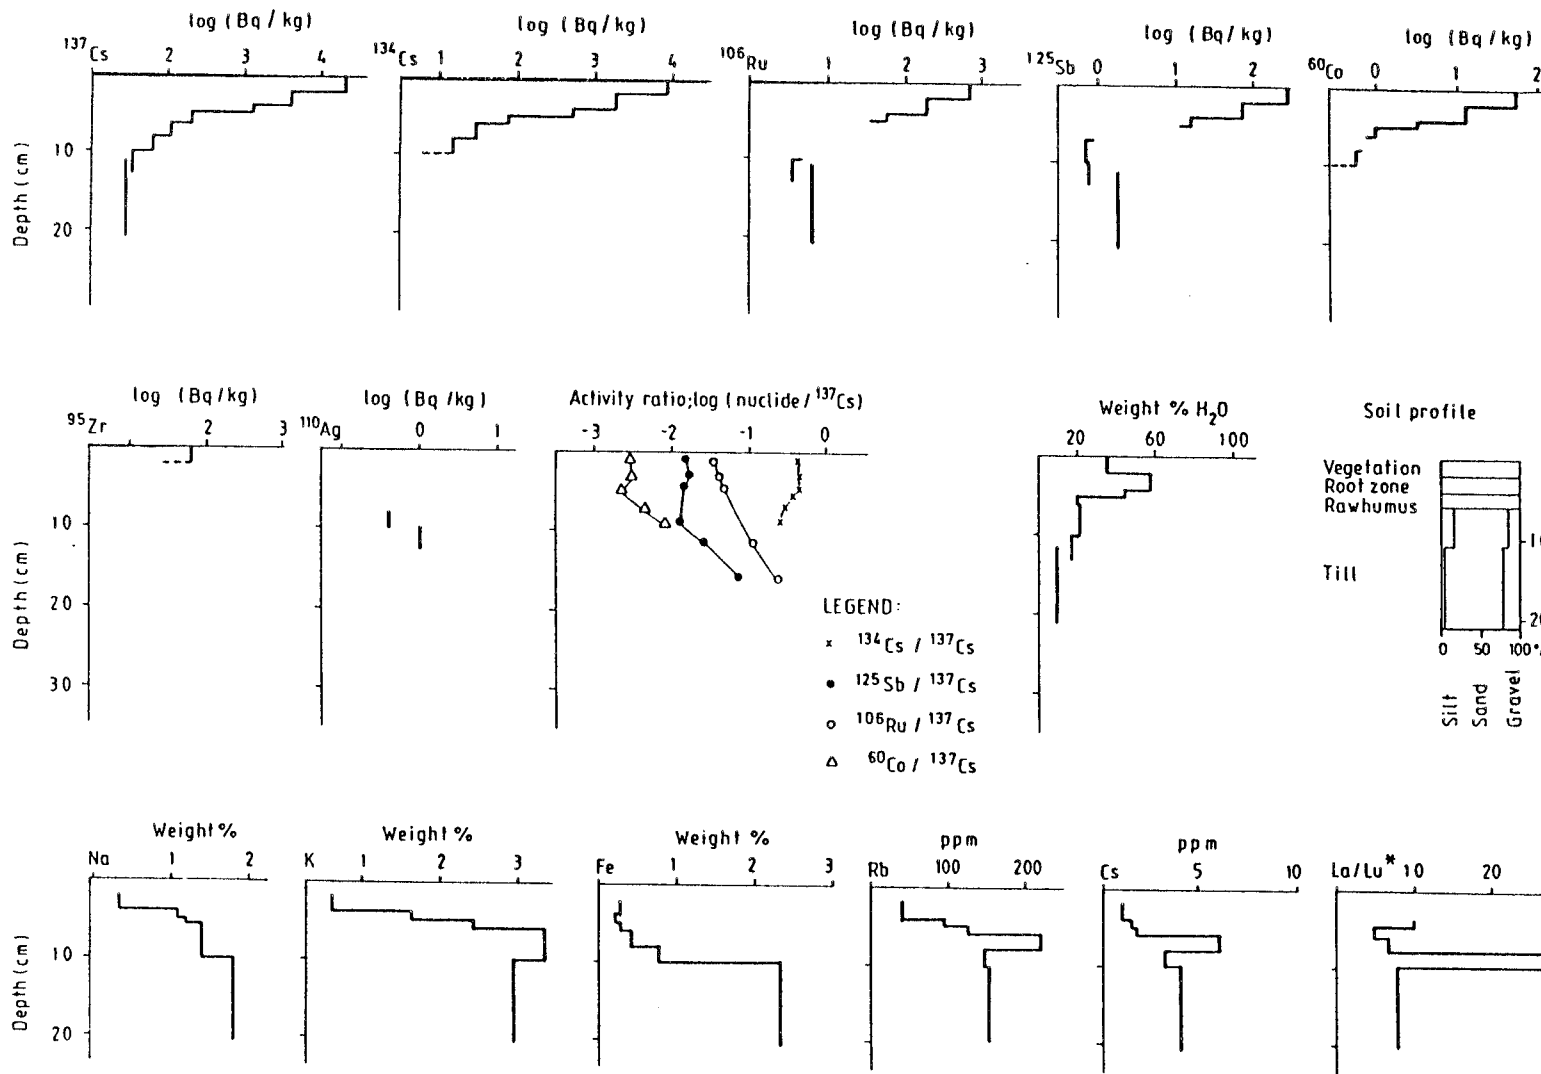 log (Bq / kg)
log (Bq / kg)
log (Bq / kg)
log (Bq / kg)
log (Bq / kg)
¹³⁷Cs 2 3 4
¹³⁴Cs 1 2 3 4
¹⁰⁶Ru 1 2 3
¹²⁵Sb 0 1 2
⁶⁰Co 0 1 2
Depth (cm)
10
20
log (Bq/kg)
log (Bq /kg)
Activity ratio; log (nuclide / ¹³⁷Cs)
Weight % H₂O
Soil profile
⁹⁵Zr 2 3
¹¹⁰Ag 0 1
-3 -2 -1 0
20 60 100
Vegetation
Root zone
Rawhumus
Till
Depth (cm)
10
20
30
LEGEND:
x ¹³⁴Cs / ¹³⁷Cs
● ¹²⁵Sb / ¹³⁷Cs
○ ¹⁰⁶Ru / ¹³⁷Cs
△ ⁶⁰Co / ¹³⁷Cs
20
0 50 100%
Silt
Sand
Gravel
Weight %
Weight %
Weight %
ppm
ppm
Na 1 2
K 1 2 3
Fe 1 2 3
Rb 100 200
Cs 5 10
La/Lu* 10 20
Depth (cm)
10
20